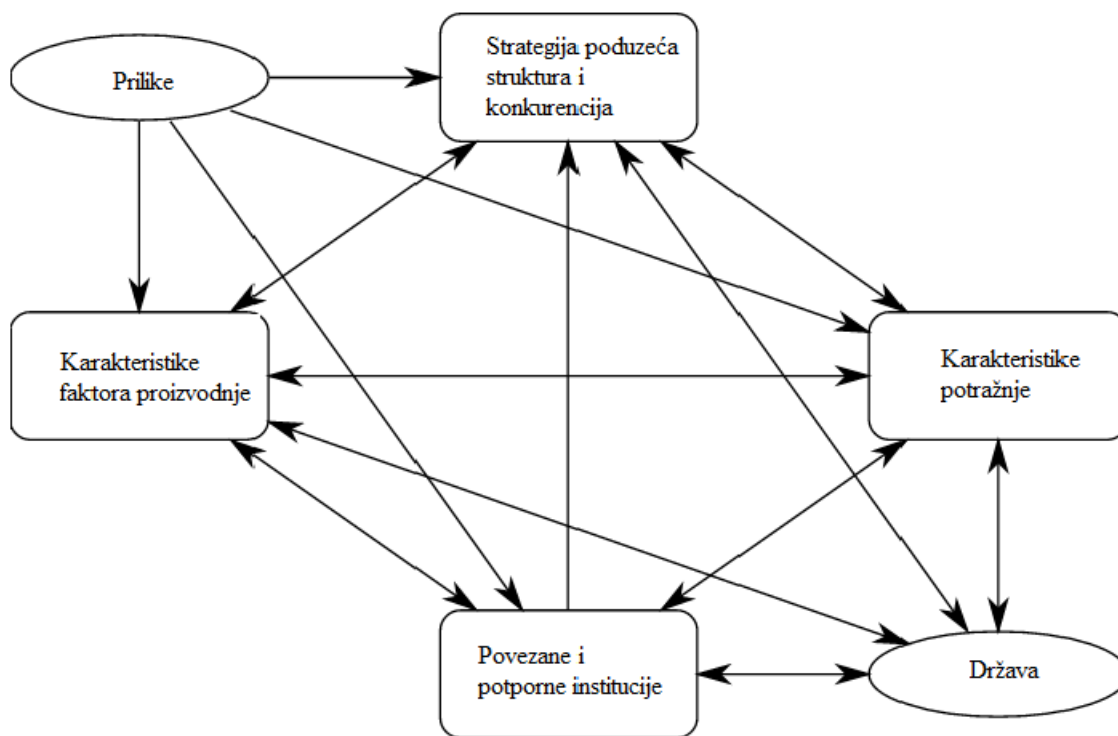 Strategija poduzeća
struktura i
konkurencija
Prilike
Karakteristike
faktora proizvodnje
Karakteristike
potražnje
Povezane i
potporne institucije
Država